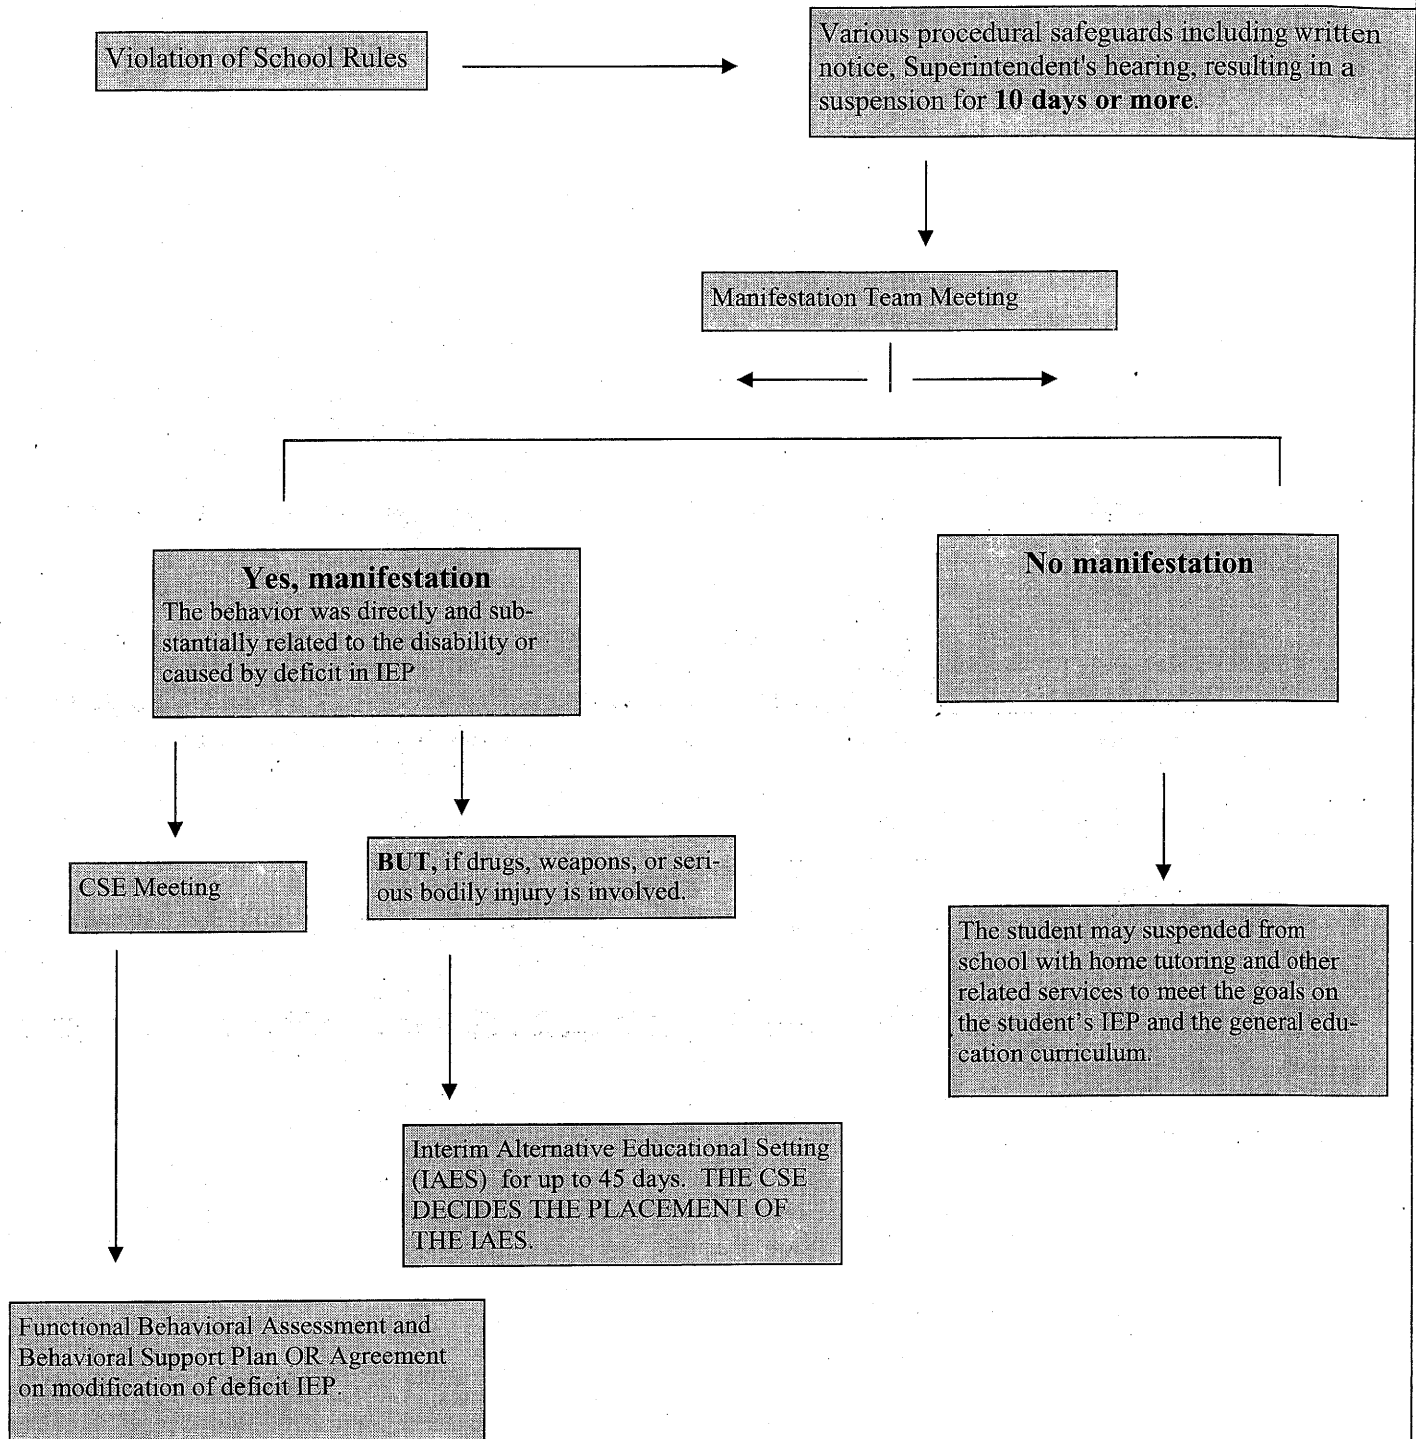 Violation of School Rules
Various procedural safeguards including written
notice, Superintendent's hearing, resulting in a
suspension for 10 days or more.
Manifestation Team Meeting
Yes, manifestation
The behavior was directly and sub-
stantially related to the disability or
caused by deficit in IEP
No manifestation
CSE Meeting
BUT, if drugs, weapons, or seri-
ous bodily injury is involved.
The student may suspended from
school with home tutoring and other
related services to meet the goals on
the student's IEP and the general edu-
cation curriculum.
Interim Alternative Educational Setting
(IAES)  for up to 45 days.  THE CSE
DECIDES THE PLACEMENT OF
THE IAES.
Functional Behavioral Assessment and
Behavioral Support Plan OR Agreement
on modification of deficit IEP.